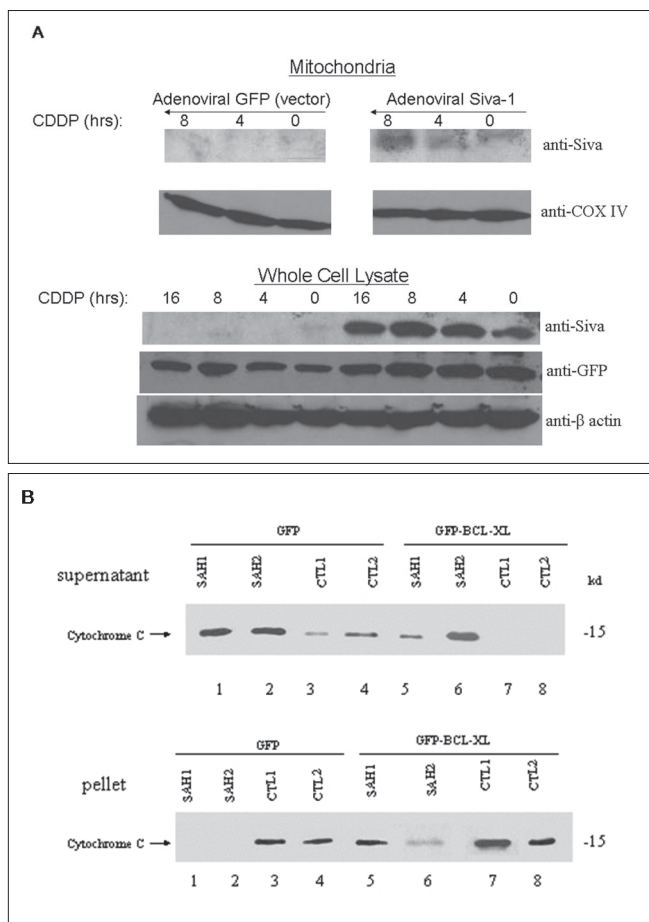 A
Mitochondria
Adenoviral GFP (vector) Adenoviral Siva-1
CDDP (hrs): 8 4 0 8 4 0
anti-Siva
anti-COX IV
Whole Cell Lysate
CDDP (hrs): 16 8 4 0 16 8 4 0
anti-Siva
anti-GFP
anti-β actin
B
GFP GFP-BCL-XL
supernatant SAH1 SAH2 CTL1 CTL2 SAH1 SAH2 CTL1 CTL2 kd
Cytochrome C -15
1 2 3 4 5 6 7 8
GFP GFP-BCL-XL
pellet SAH1 SAH2 CTL1 CTL2 SAH1 SAH2 CTL1 CTL2
Cytochrome C -15
1 2 3 4 5 6 7 8